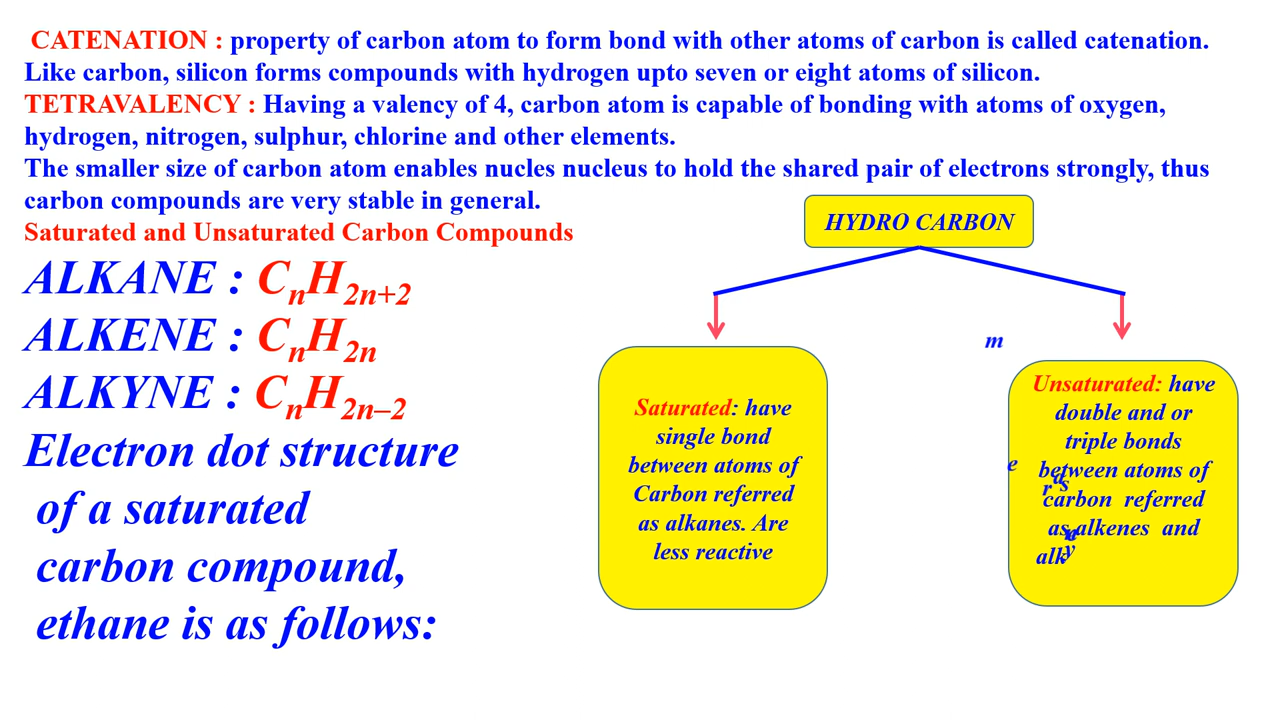 CATENATION : property of carbon atom to form bond with other atoms of carbon is called catenation.
Like carbon, silicon forms compounds with hydrogen upto seven or eight atoms of silicon.
TETRAVALENCY : Having a valency of 4, carbon atom is capable of bonding with atoms of oxygen,
hydrogen, nitrogen, sulphur, chlorine and other elements.
The smaller size of carbon atom enables nucles nucleus to hold the shared pair of electrons strongly, thus
carbon compounds are very stable in general.
Saturated and Unsaturated Carbon Compounds
ALKANE : CnH2n+2
ALKENE : CnH2n
ALKYNE : CnH2n–2
Electron dot structure
of a saturated
carbon compound,
ethane is as follows:
HYDRO CARBON
Saturated: have
single bond
between atoms of
Carbon referred
as alkanes. Are
less reactive
m
Unsaturated: have
double and or
triple bonds
between atoms of
carbon referred
as alkenes and
alk
e
r
s
y